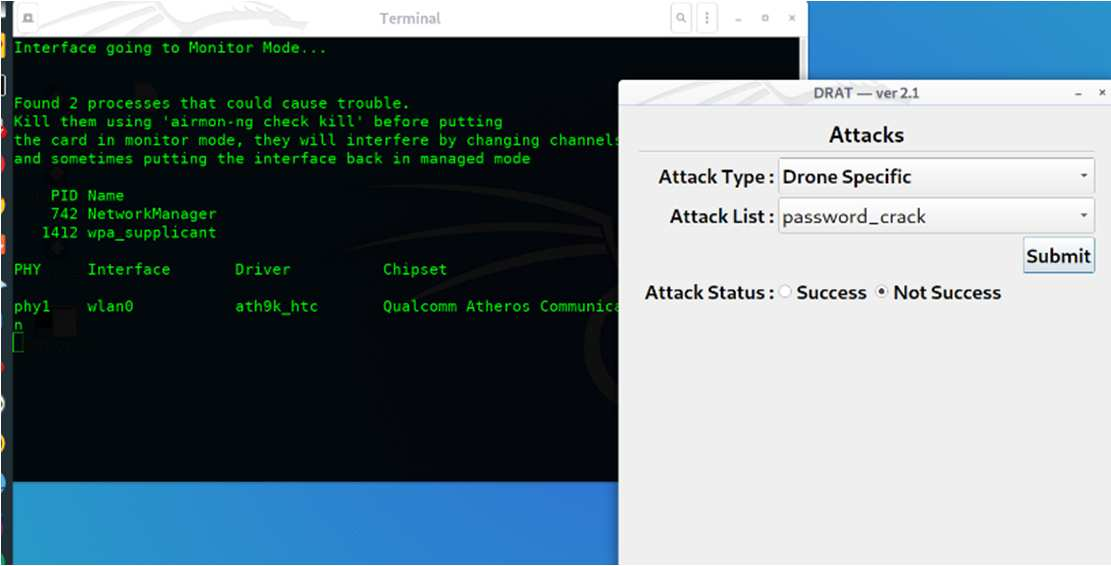 Terminal
Interface going to Monitor Mode...
Found 2 processes that could cause trouble.
Kill them using 'airmon-ng check kill' before putting
the card in monitor mode, they will interfere by changing channels
and sometimes putting the interface back in managed mode
PID Name
742 NetworkManager
1412 wpa_supplicant
PHY Interface Driver Chipset
phy1 wlan0 ath9k_htc Qualcomm Atheros Communica
n
DRAT — ver 2.1
Attacks
Attack Type : Drone Specific
Attack List : password_crack
Submit
Attack Status : Success Not Success